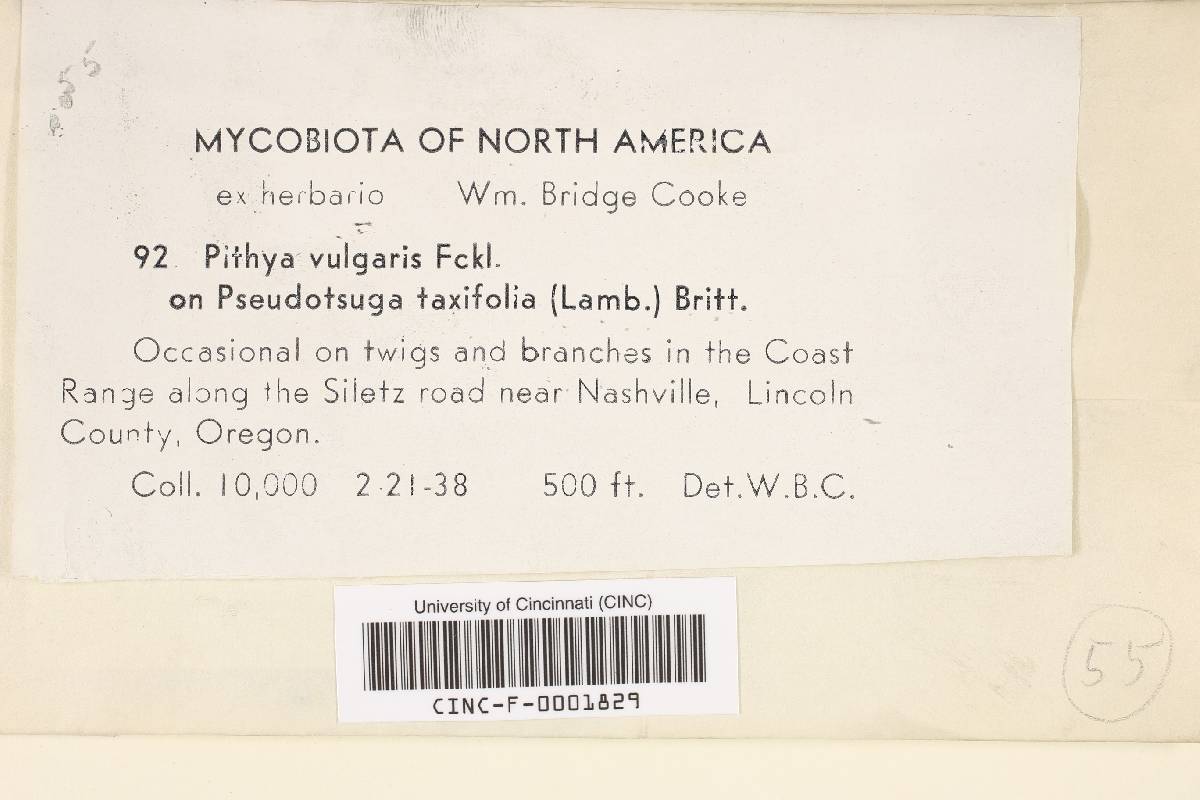 55
MYCOBIOTA OF NORTH AMERICA
ex herbario Wm. Bridge Cooke
92. Pithya vulgaris Fckl.
on Pseudotsuga taxifolia (Lamb.) Britt.
Occasional on twigs and branches in the Coast
Range along the Siletz road near Nashville, Lincoln
County, Oregon.
Coll. 10,000 2-21-38 500 ft. Det.W.B.C.
University of Cincinnati (CINC)
CINC-F-0001829
55